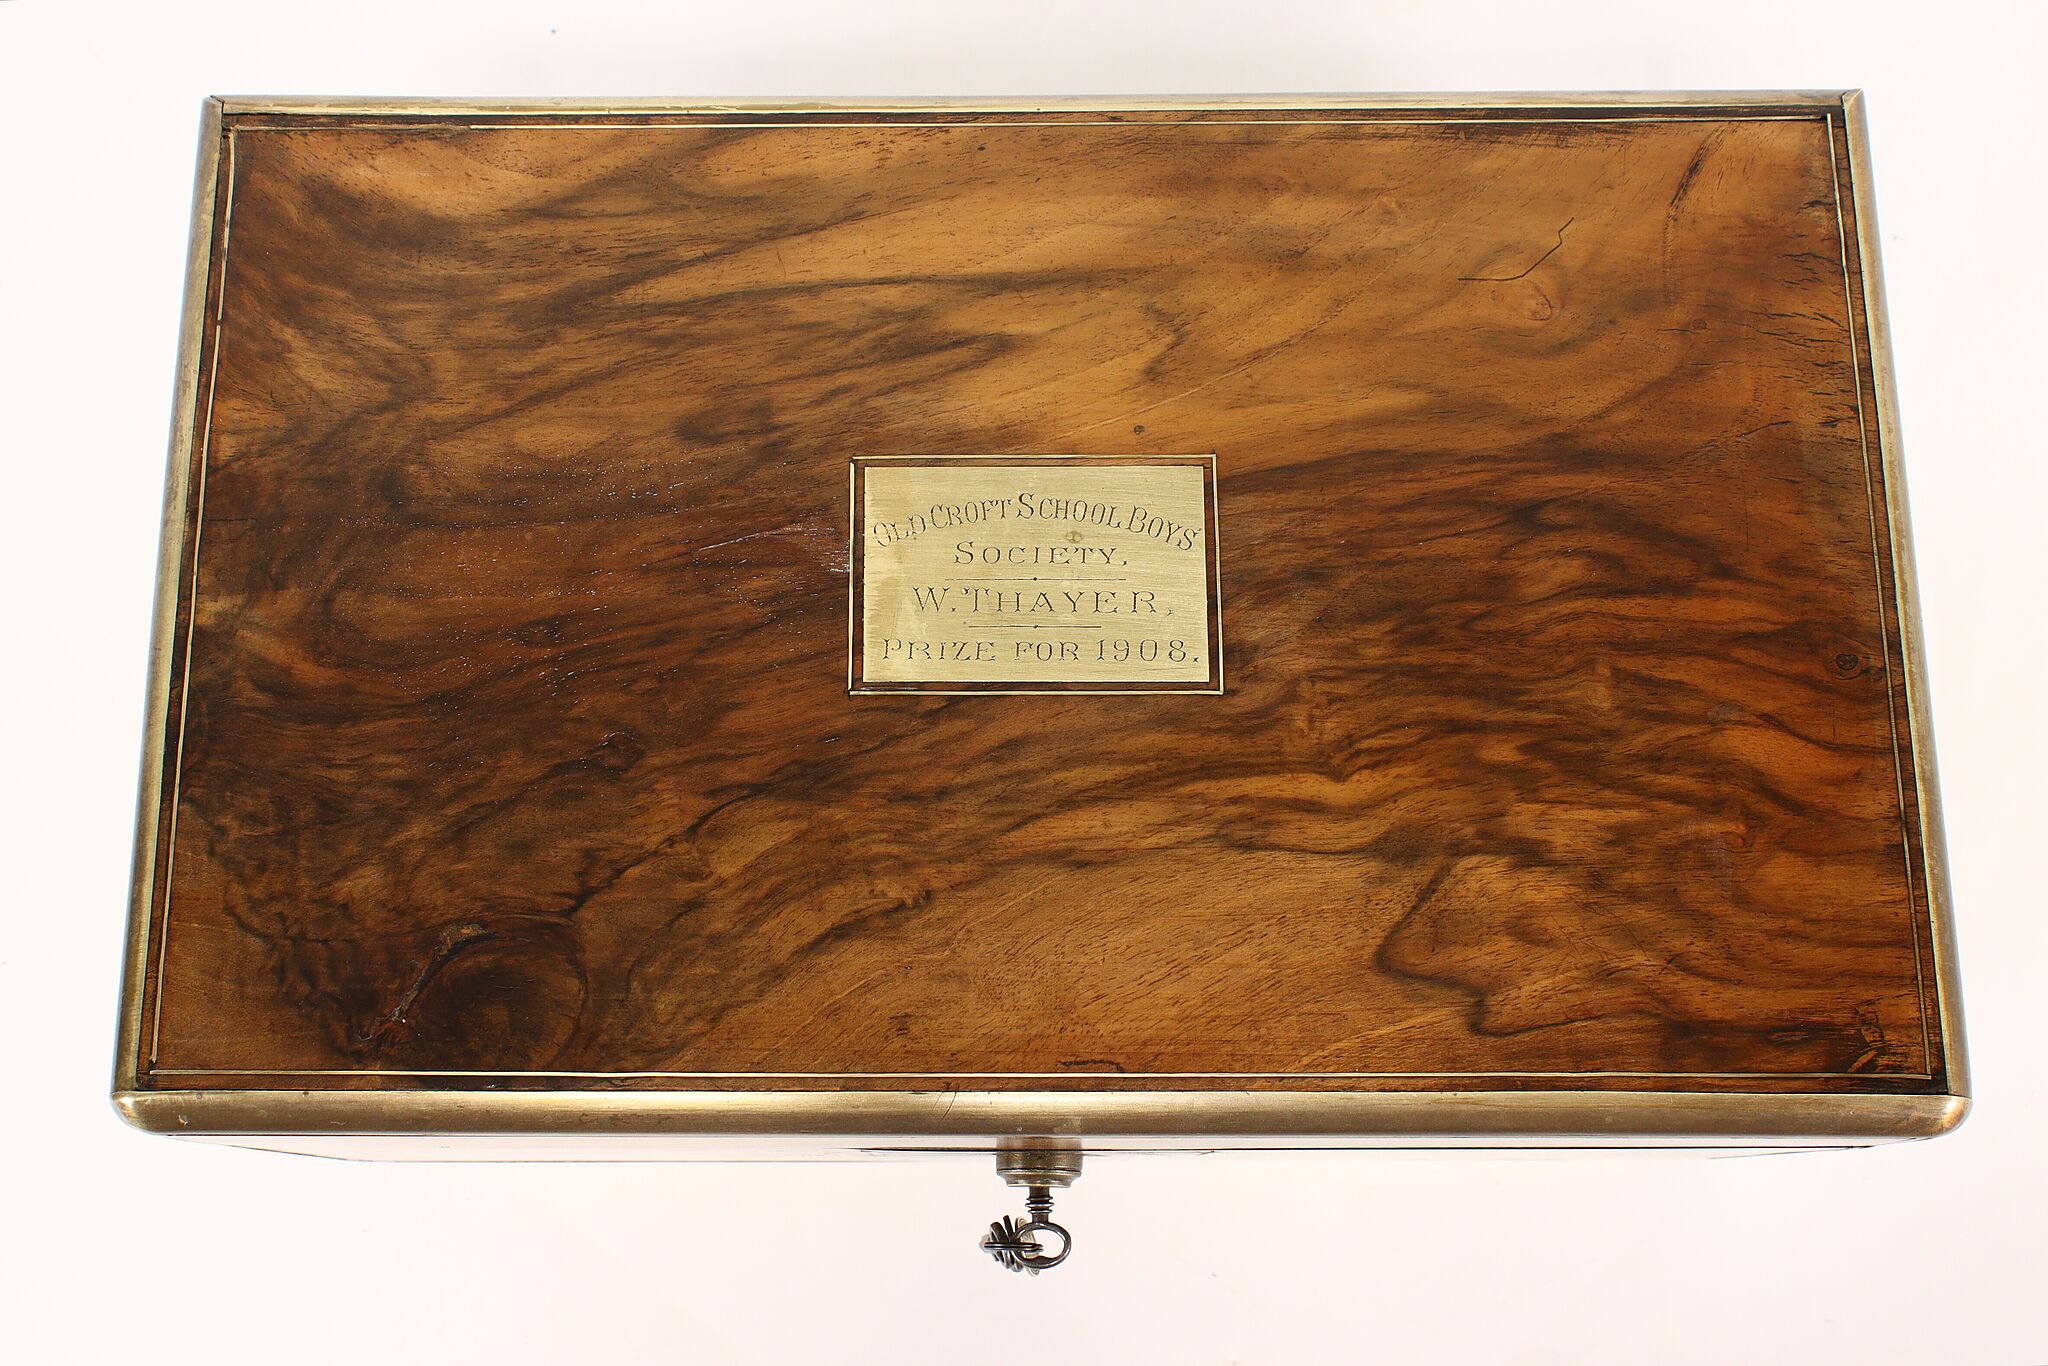 OLD CROFT SCHOOL BOYS'
SOCIETY.
W. THAYER,
PRIZE FOR 1908.